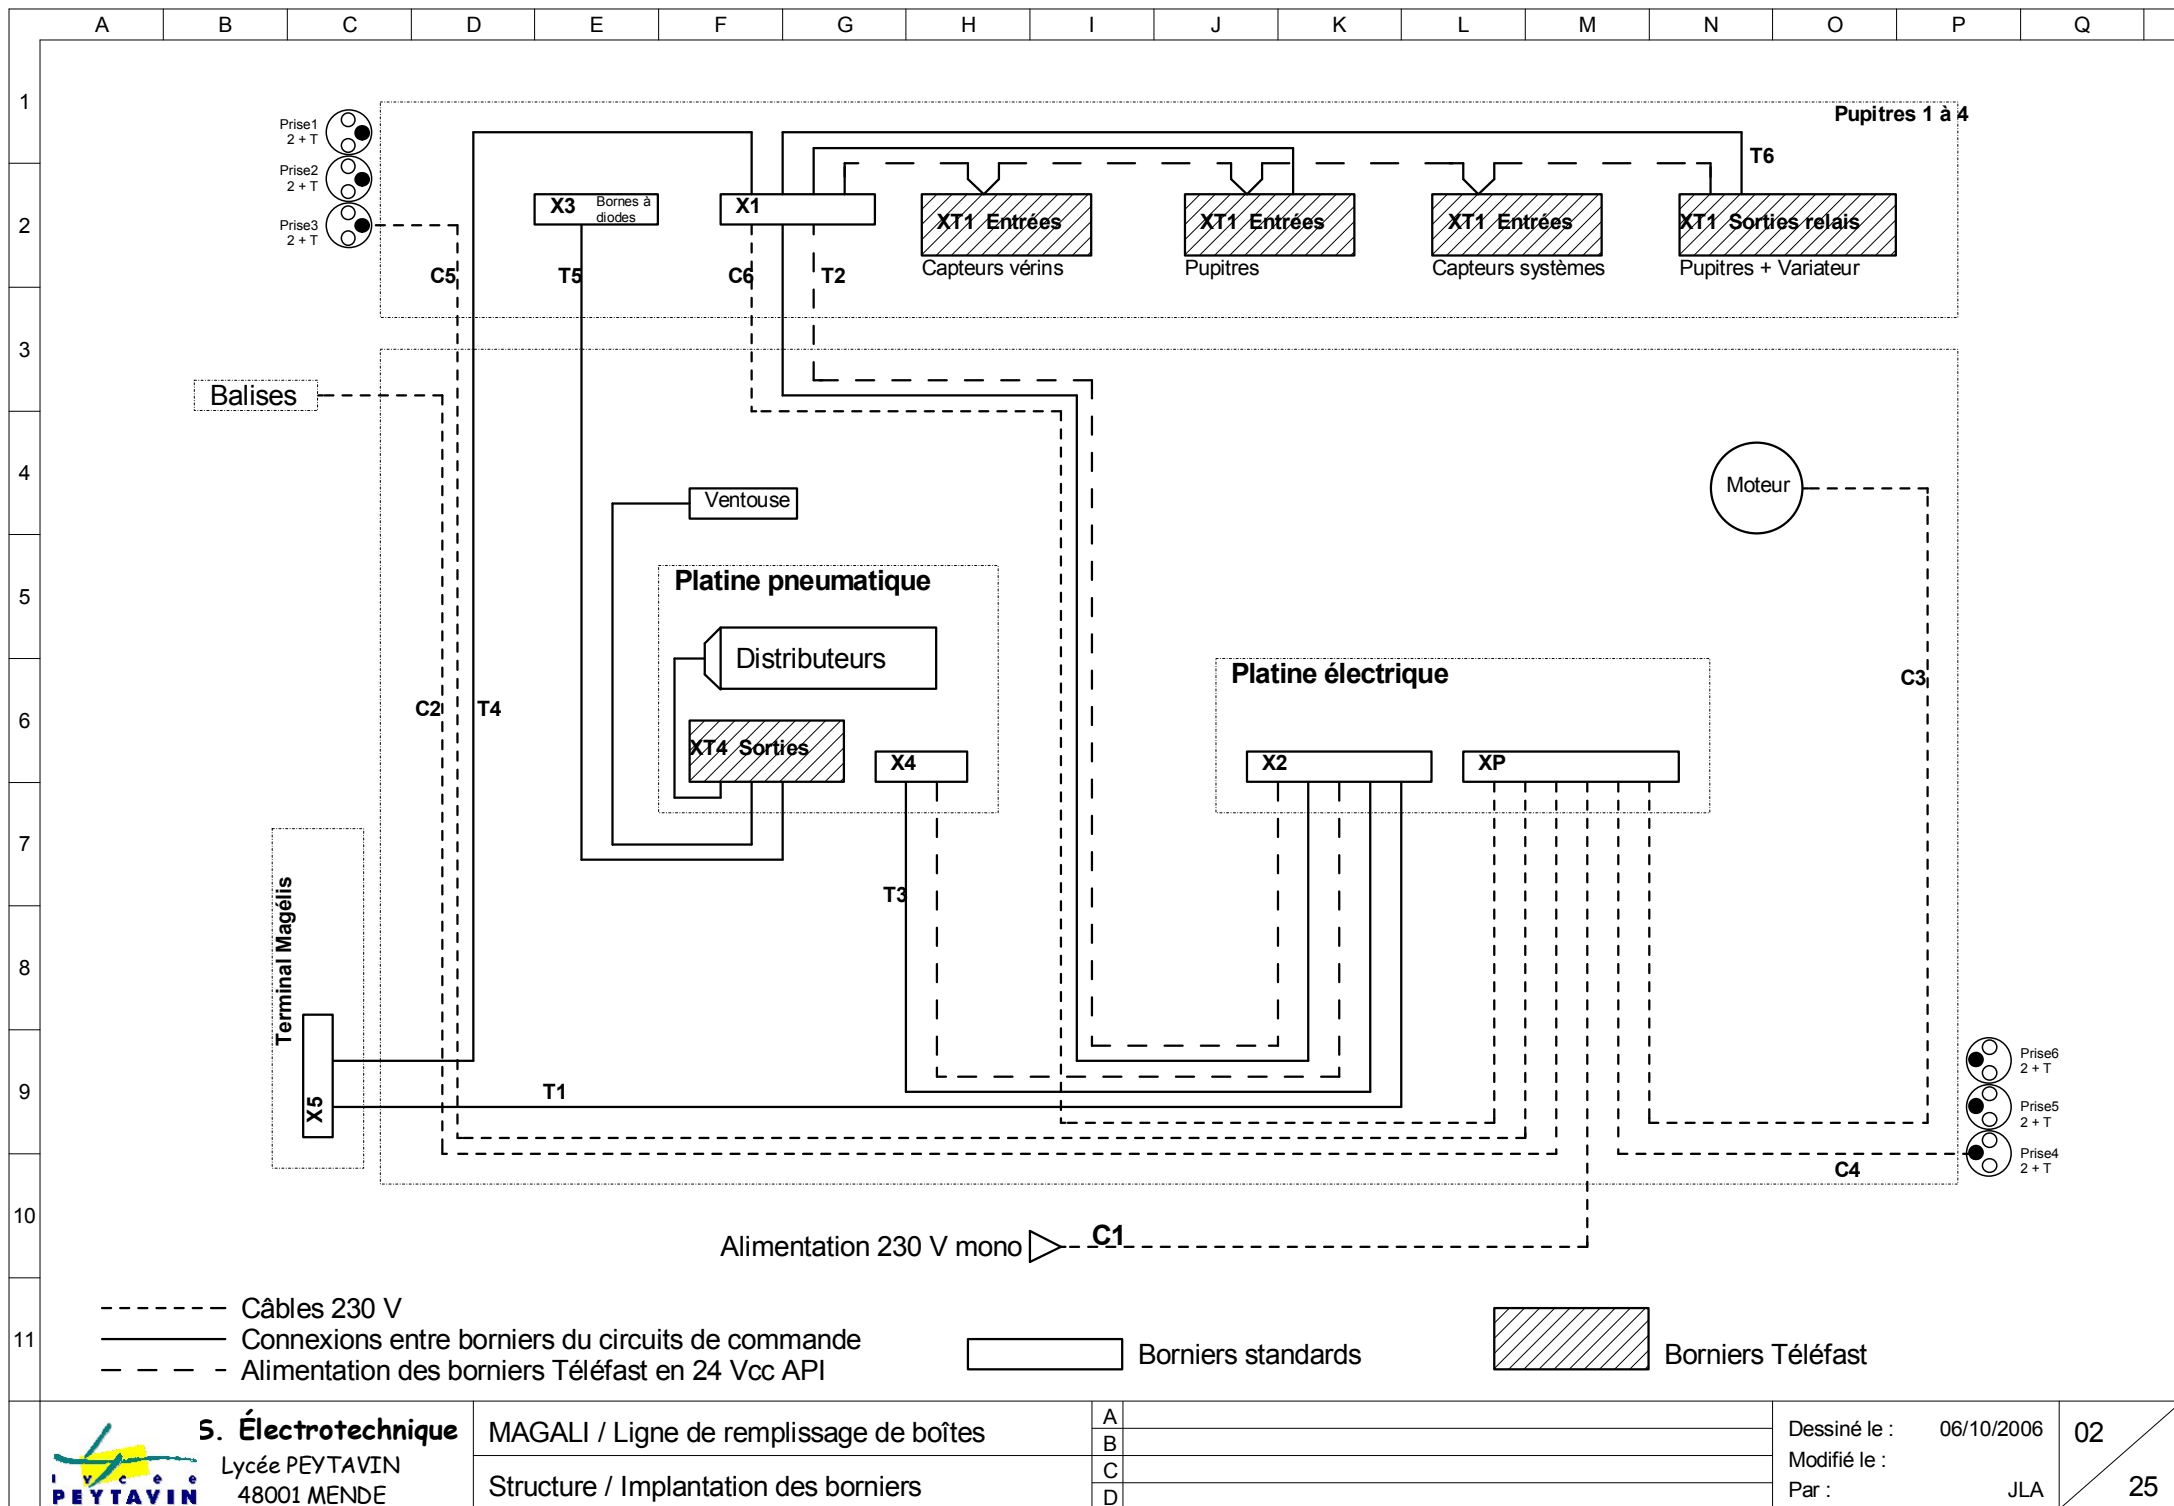 A B C D E F G H I J K L M N O P Q
1
Pupitres 1 à 4
Prise1
2 + T
T6
Prise2
2 + T
X3 Bornes à
diodes
X1
2
XT1 Entrées
XT1 Entrées
XT1 Entrées
XT1 Sorties relais
Prise3
2 + T
Capteurs vérins
Pupitres
Capteurs systèmes
Pupitres + Variateur
C5
T5
C6
T2
3
Balises
4
Ventouse
Moteur
5
Platine pneumatique
Distributeurs
Platine électrique
C3
6
C2
T4
XT4 Sorties
X4
X2
XP
7
T3
Terminal Magélis
8
X5
9
T1
Prise6
2 + T
Prise5
2 + T
Prise4
2 + T
C4
10
Alimentation 230 V mono
C1
11
Câbles 230 V
Connexions entre borniers du circuits de commande
Alimentation des borniers Téléfast en 24 Vcc API
Borniers standards
Borniers Téléfast
lycée
PEYTAVIN
S. Électrotechnique
Lycée PEYTAVIN
48001 MENDE
MAGALI / Ligne de remplissage de boîtes
Structure / Implantation des borniers
A
B
C
D
Dessiné le : 06/10/2006
Modifié le :
Par : JLA
02
25